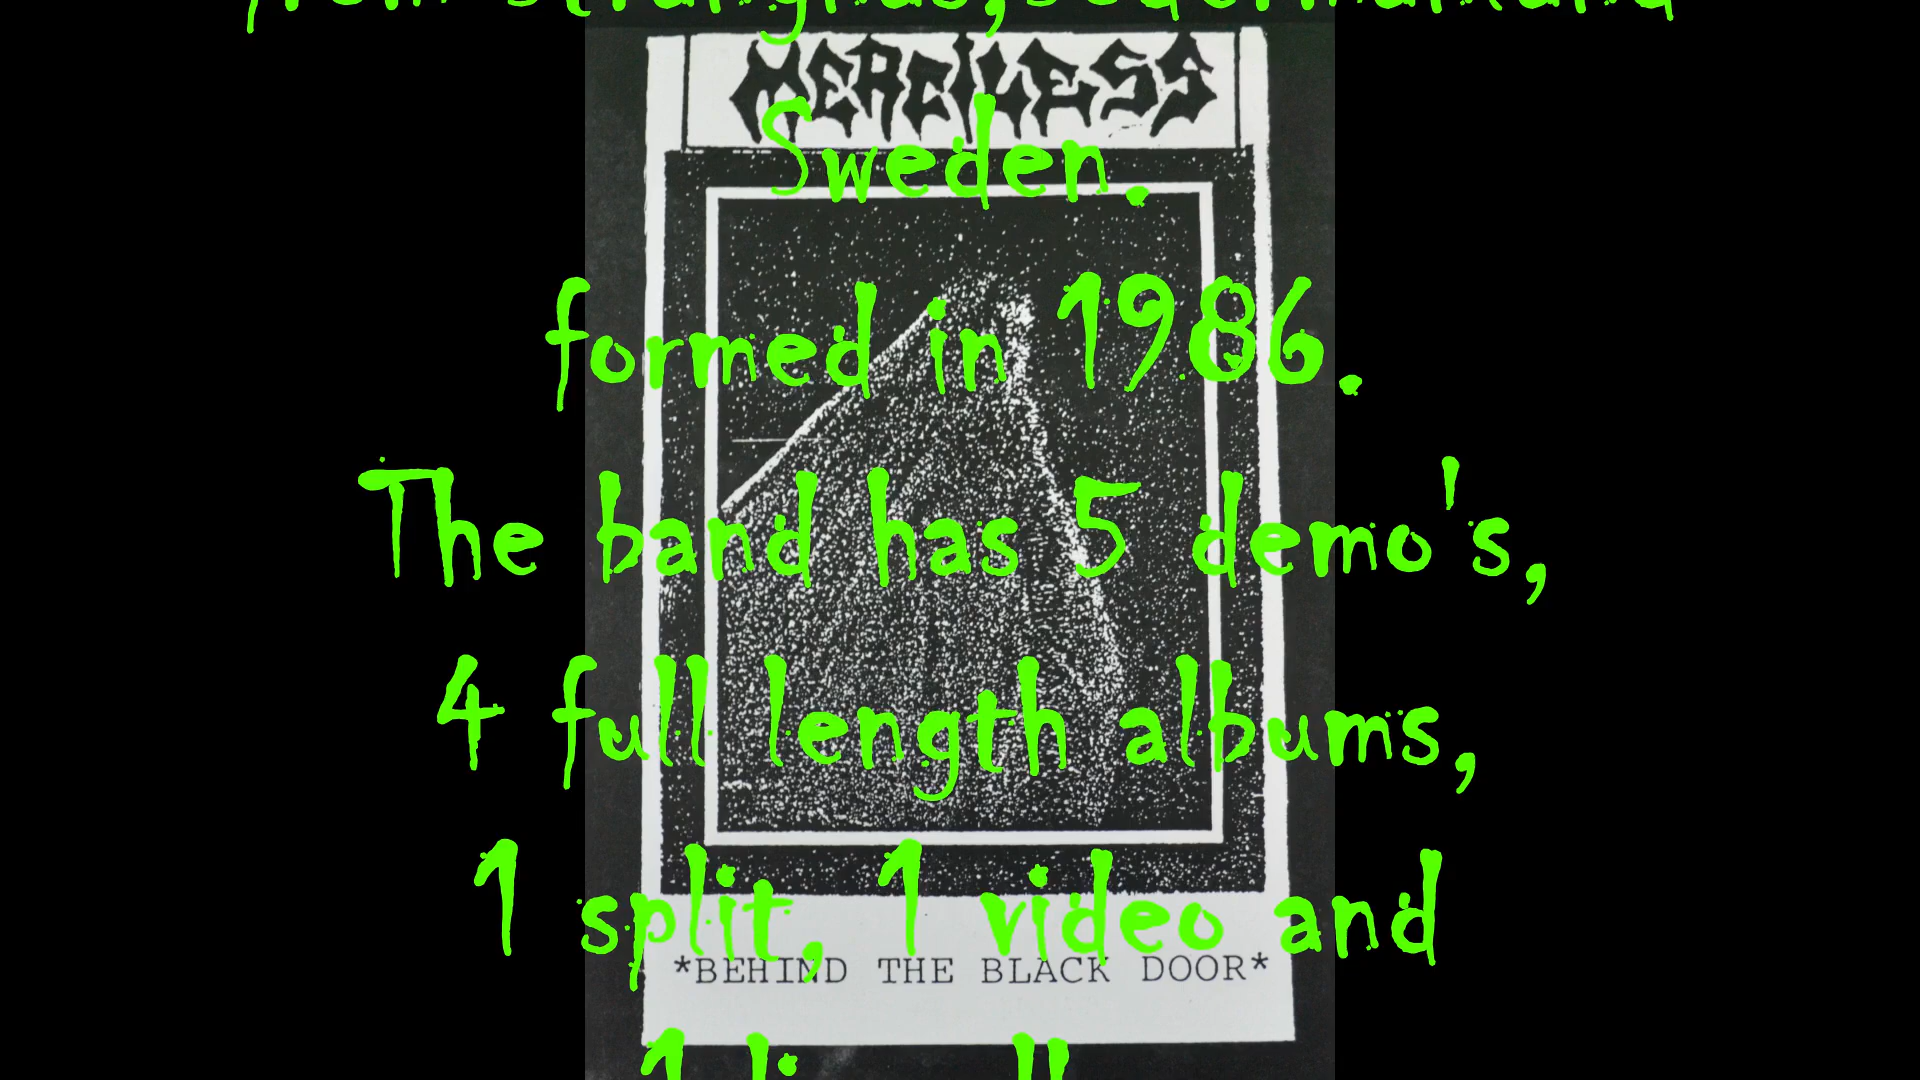 MERCILESS
Sweden.
formed in 1986.
The band has 5 demo's,
4 full length albums,
1 split, 1 video and
*BEHIND THE BLACK DOOR*